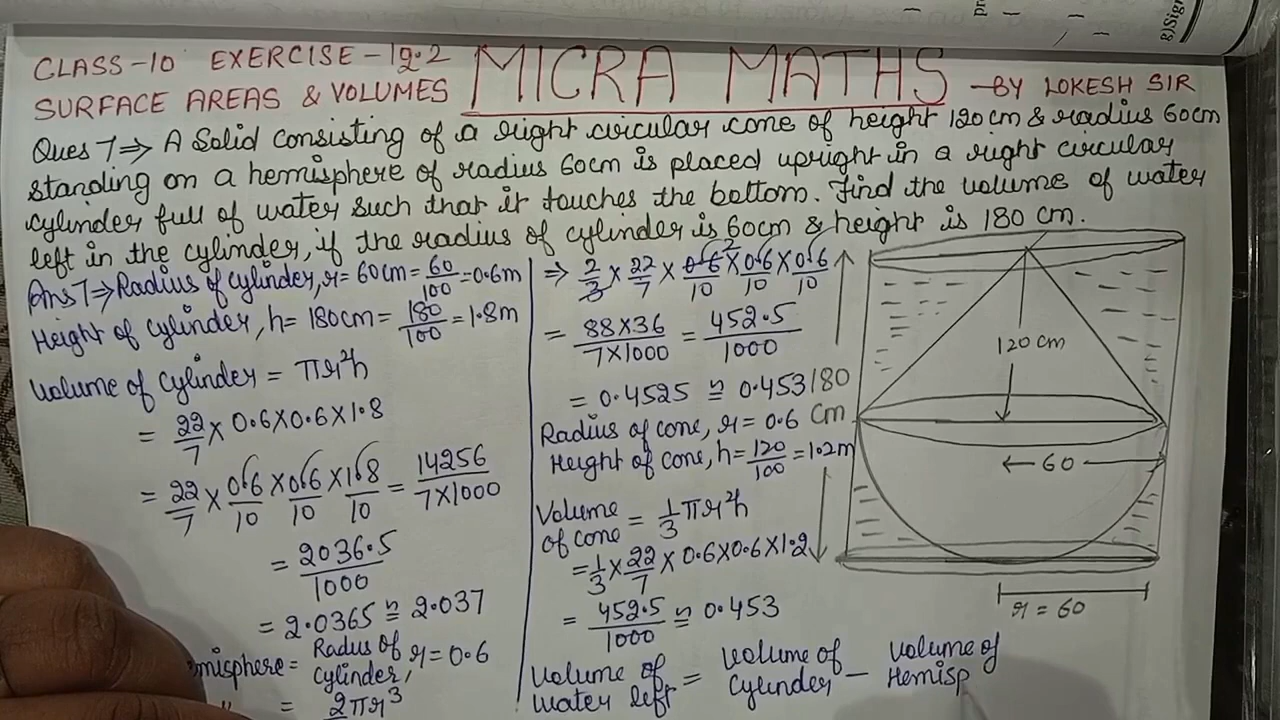 CLASS-10 EXERCISE-12.2
SURFACE AREAS & VOLUMES
MICRA MATHS
-BY LOKESH SIR
Ques 7⇒ A Solid consisting of a right circular cone of height 120cm & radius 60cm
standing on a hemisphere of radius 60cm is placed upright in a right circular
cylinder full of water such that it touches the bottom. Find the volume of water
left in the cylinder, if the radius of cylinder is 60cm & height is 180 cm.
Ans 7⇒ Radius of cylinder, r = 60cm = 60/100 = 0.6m
Height of cylinder, h = 180cm = 180/100 = 1.8m
Volume of cylinder = πr²h
= 22/7 × 0.6×0.6×1.8
= 22/7 × 06/10 × 06/10 × 18/10 = 14256/7×1000
= 2036.5/1000
= 2.0365 ≅ 2.037
misphere = Radus of cylinder, r = 0.6
= 2πr³
⇒ 2/3 × 22/7 × 06/10 × 06/10 × 06/10
= 88×36/7×1000 = 452.5/1000
= 0.4525 ≅ 0.453
Radius of cone, r = 0.6
Height of cone, h = 120/100 = 1.2m
Volume of cone = 1/3 πr²h
= 1/3 × 22/7 × 0.6×0.6×1.2
= 452.5/1000 ≅ 0.453
Volume of water left = Volume of Cylinder − Volume of Hemisp
120 cm
180
cm
←60
r = 60